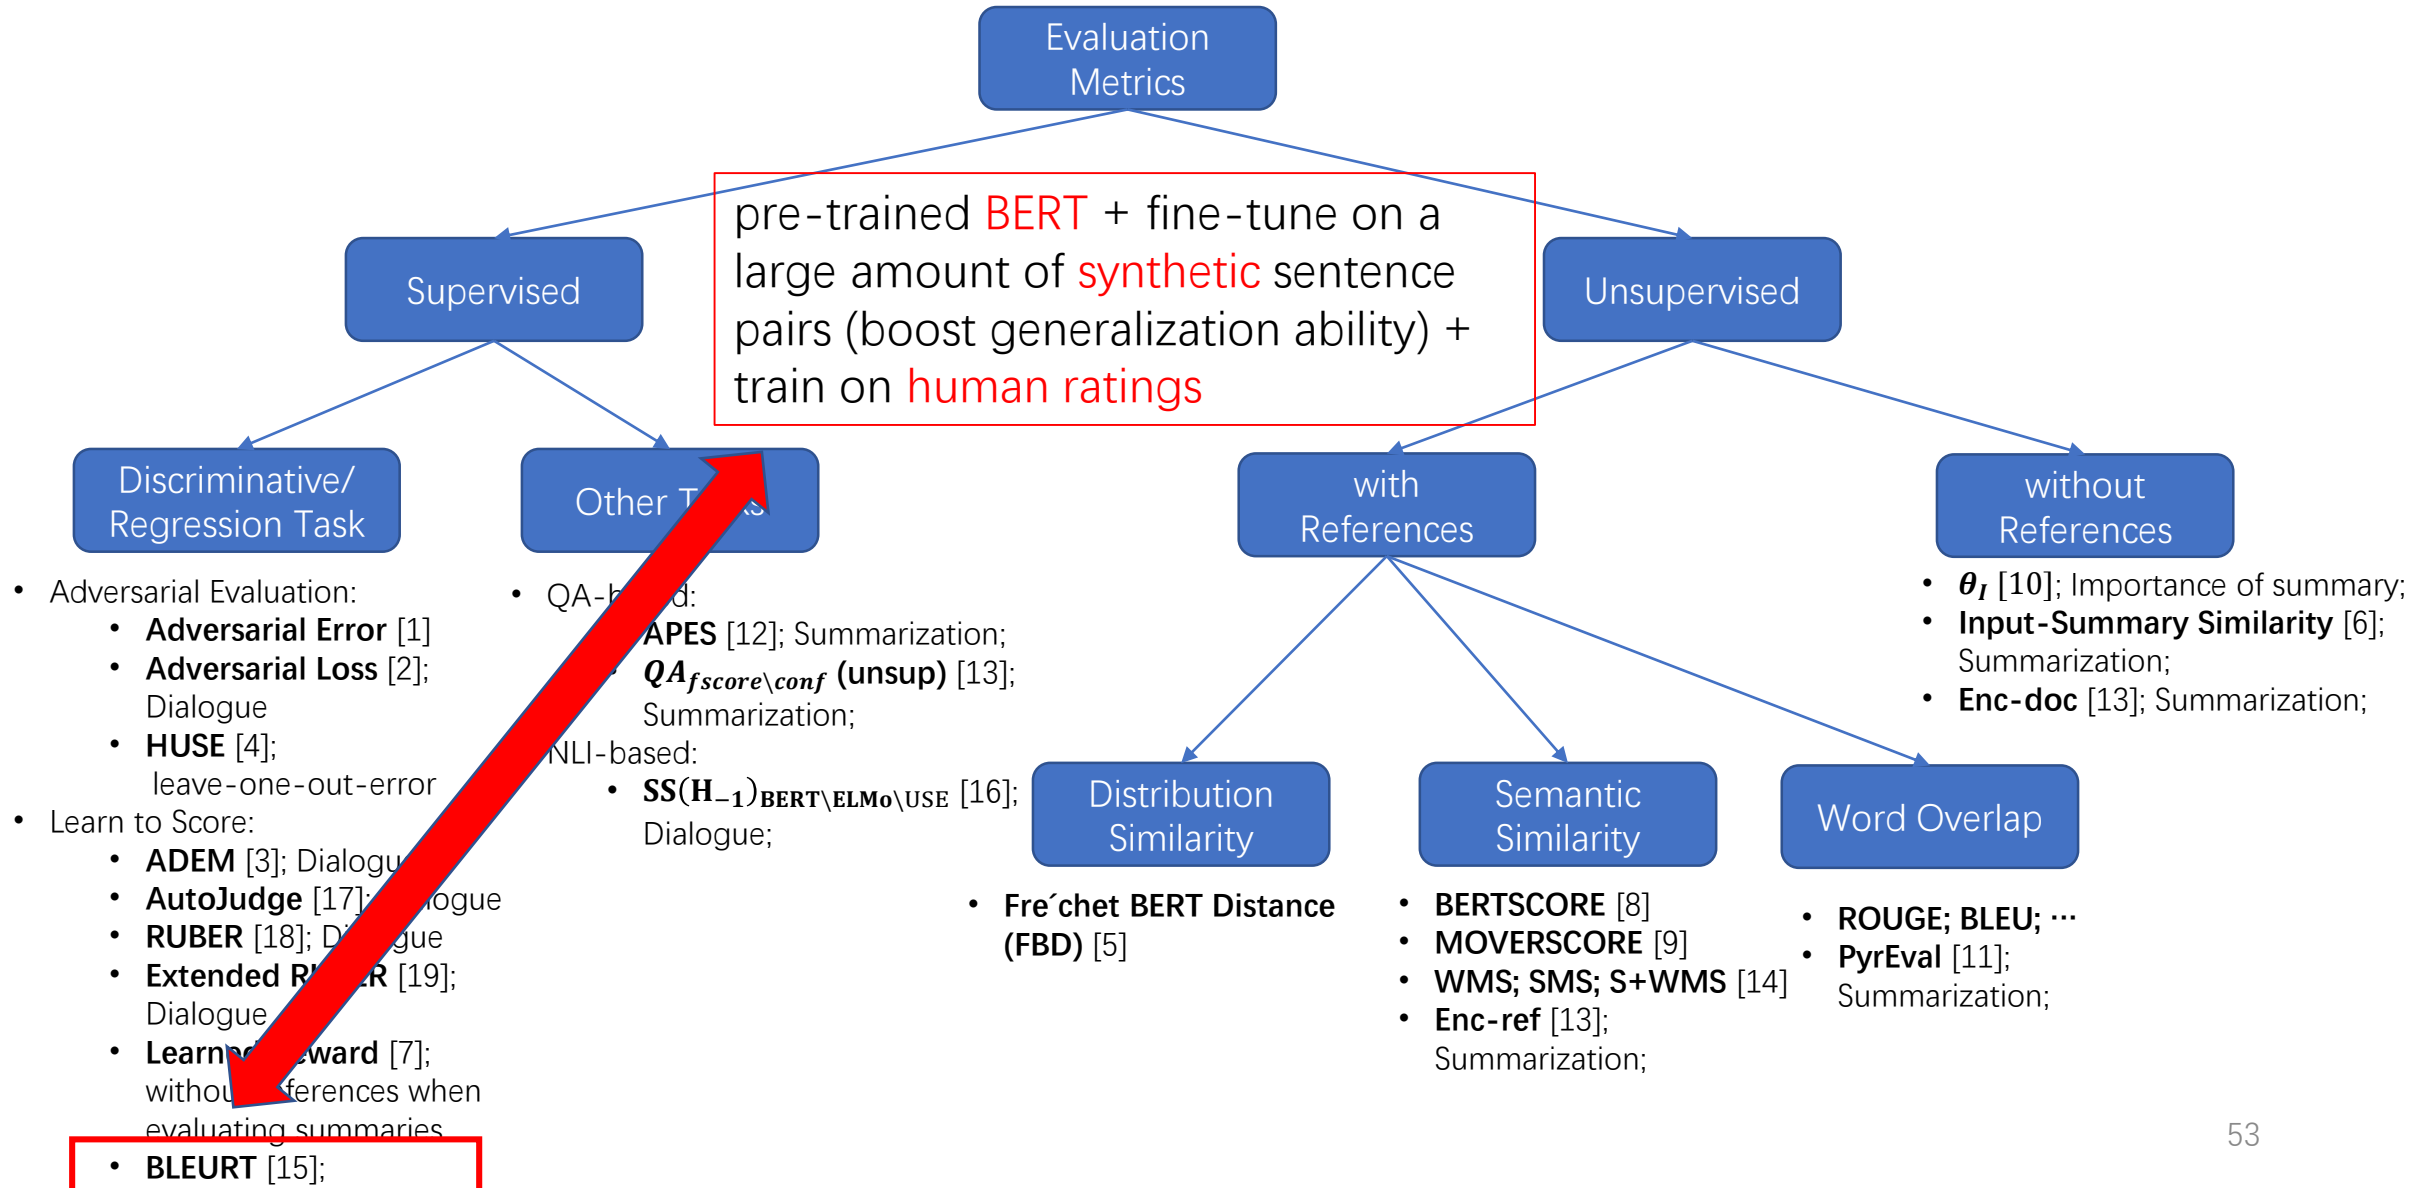 Evaluation
Metrics
pre-trained BERT + fine-tune on a
large amount of synthetic sentence
pairs (boost generalization ability) +
train on human ratings
Supervised
Unsupervised
Discriminative/
Regression Task
Other
with
References
without
References
• Adversarial Evaluation:
• Adversarial Error [1]
• Adversarial Loss [2];
Dialogue
• HUSE [4];
leave-one-out-error
• Learn to Score:
• ADEM [3];
• AutoJudge [17];
• RUBER [18];
• Extended [19];
Dialogue
• [7];
when
evaluating summaries
• BLEURT [15];
•
APES [12]; Summarization;
• QA_{fscore\conf} (unsup) [13];
Summarization;
NLI-based:
• SS(H_{−1})_{BERT\ELMo\USE} [16];
Dialogue;
• θ_I [10]; Importance of summary;
• Input-Summary Similarity [6];
Summarization;
• Enc-doc [13]; Summarization;
Distribution
Similarity
Semantic
Similarity
Word Overlap
• Fre´chet BERT Distance
(FBD) [5]
• BERTSCORE [8]
• MOVERSCORE [9]
• WMS; SMS; S+WMS [14]
• Enc-ref [13];
Summarization;
• ROUGE; BLEU; ⋯
• PyrEval [11];
Summarization;
53